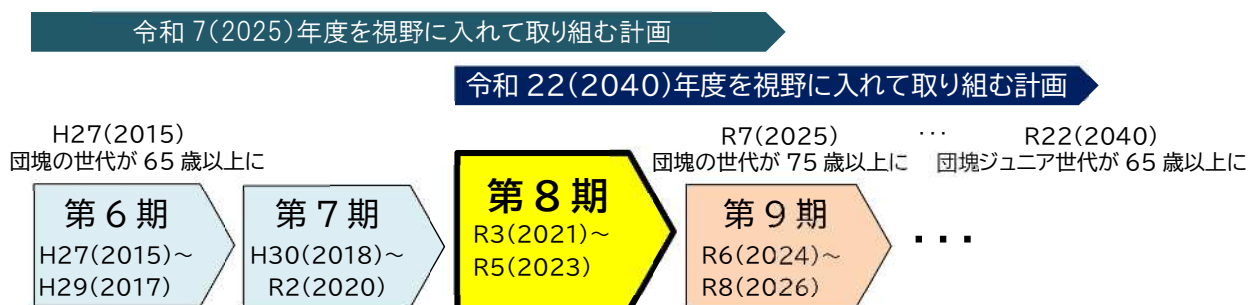 令和 7(2025)年度を視野に入れて取り組む計画
令和 22(2040)年度を視野に入れて取り組む計画
H27(2015)
団塊の世代が 65 歳以上に
R7(2025)
団塊の世代が 75 歳以上に
・・・
R22(2040)
団塊ジュニア世代が 65 歳以上に
第 6 期
H27(2015)～
H29(2017)
第 7 期
H30(2018)～
R2(2020)
第 8 期
R3(2021)～
R5(2023)
第 9 期
R6(2024)～
R8(2026)
・・・